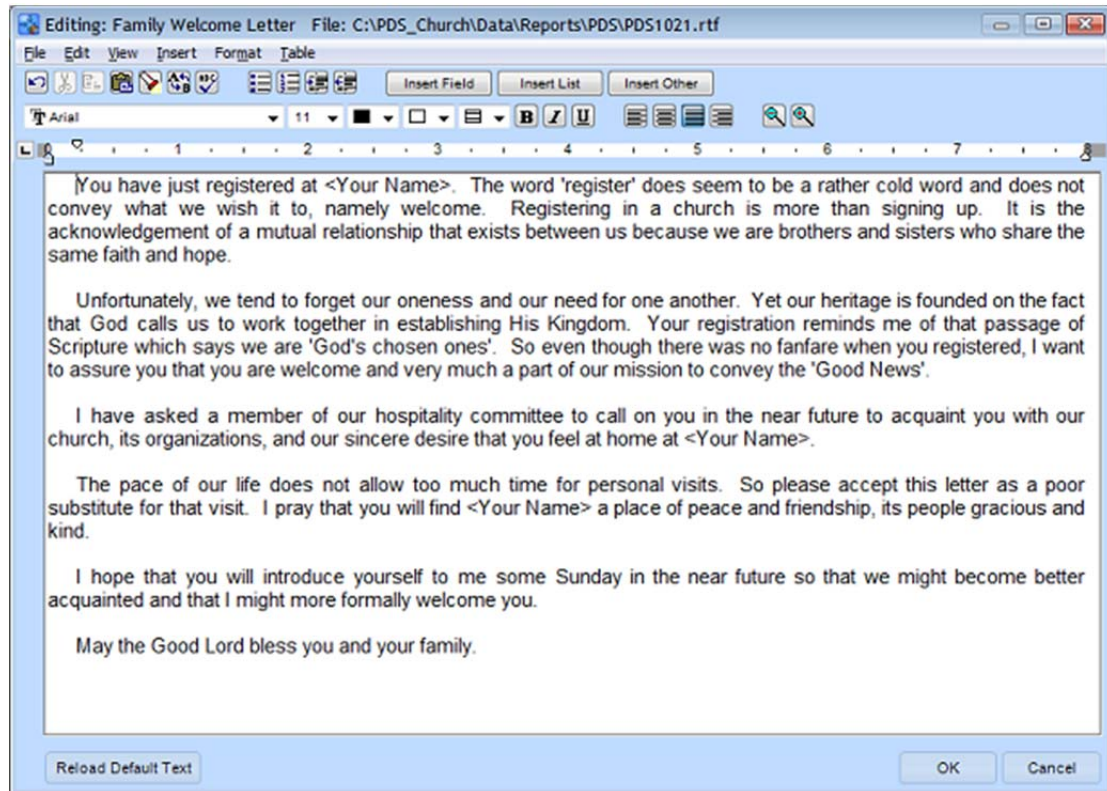 Editing: Family Welcome Letter File: C:\PDS_Church\Data\Reports\PDS\PDS1021.rtf
File Edit View Insert Format Table
Insert Field Insert List Insert Other
Arial 11 B I U
1 2 3 4 5 6 7 8
You have just registered at <Your Name>. The word 'register' does seem to be a rather cold word and does not
convey what we wish it to, namely welcome. Registering in a church is more than signing up. It is the
acknowledgement of a mutual relationship that exists between us because we are brothers and sisters who share the
same faith and hope.
Unfortunately, we tend to forget our oneness and our need for one another. Yet our heritage is founded on the fact
that God calls us to work together in establishing His Kingdom. Your registration reminds me of that passage of
Scripture which says we are 'God's chosen ones'. So even though there was no fanfare when you registered, I want
to assure you that you are welcome and very much a part of our mission to convey the 'Good News'.
I have asked a member of our hospitality committee to call on you in the near future to acquaint you with our
church, its organizations, and our sincere desire that you feel at home at <Your Name>.
The pace of our life does not allow too much time for personal visits. So please accept this letter as a poor
substitute for that visit. I pray that you will find <Your Name> a place of peace and friendship, its people gracious and
kind.
I hope that you will introduce yourself to me some Sunday in the near future so that we might become better
acquainted and that I might more formally welcome you.
May the Good Lord bless you and your family.
Reload Default Text OK Cancel